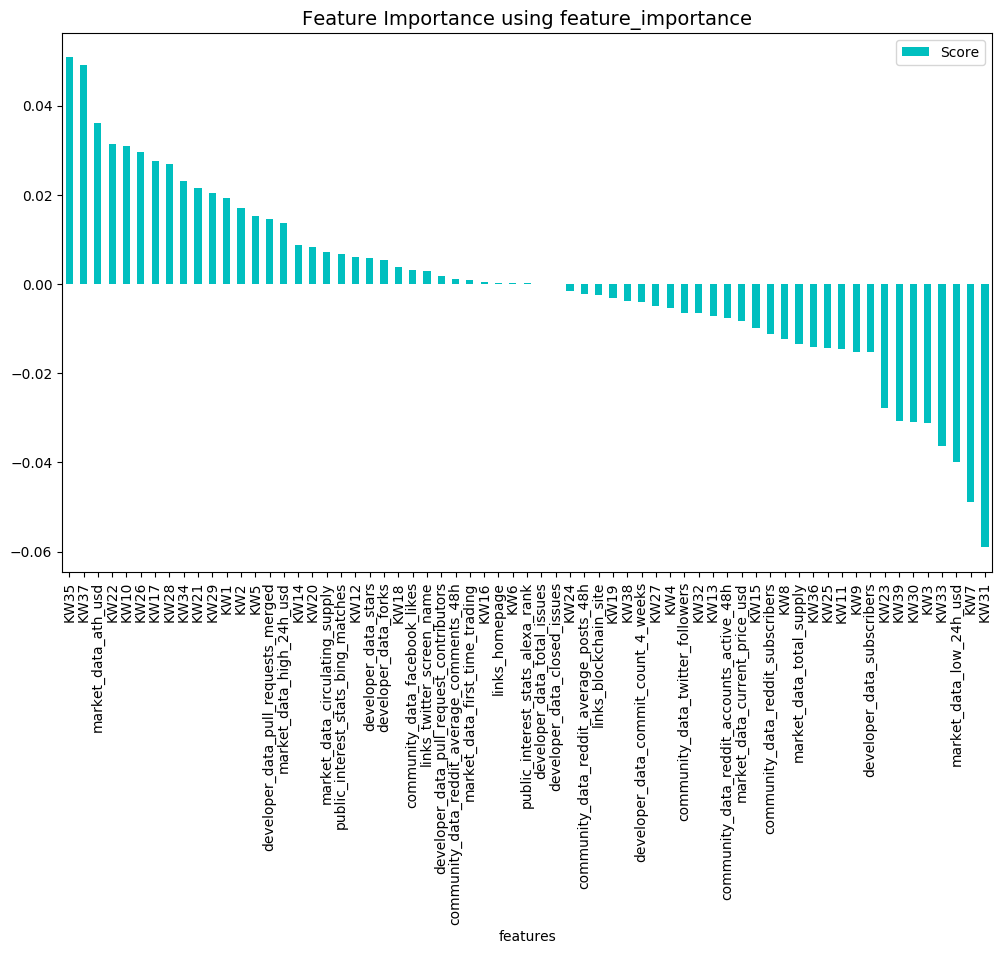 Feature Importance using feature_importance
Score
0.04
0.02
0.00
−0.02
−0.04
−0.06
KW35
KW37
market_data_ath_usd
KW22
KW10
KW26
KW17
KW28
KW34
KW21
KW29
KW1
KW2
KW5
developer_data_pull_requests_merged
market_data_high_24h_usd
KW14
KW20
market_data_circulating_supply
public_interest_stats_bing_matches
KW12
developer_data_stars
developer_data_forks
KW18
community_data_facebook_likes
links_twitter_screen_name
developer_data_pull_request_contributors
community_data_reddit_average_comments_48h
market_data_first_time_trading
KW16
links_homepage
KW6
public_interest_stats_alexa_rank
developer_data_total_issues
developer_data_closed_issues
KW24
community_data_reddit_average_posts_48h
links_blockchain_site
KW19
KW38
developer_data_commit_count_4_weeks
KW27
KW4
community_data_twitter_followers
KW32
KW13
community_data_reddit_accounts_active_48h
market_data_current_price_usd
KW15
community_data_reddit_subscribers
KW8
market_data_total_supply
KW36
KW25
KW11
KW9
developer_data_subscribers
KW23
KW39
KW30
KW3
KW33
market_data_low_24h_usd
KW7
KW31
features